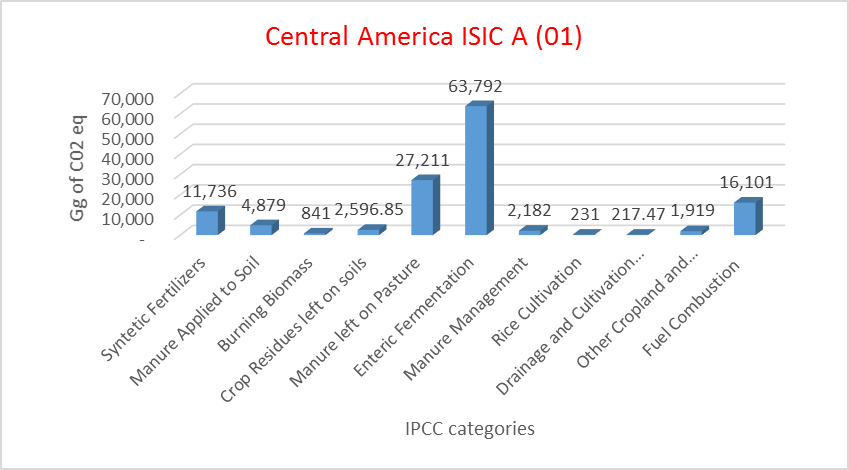 Central America ISIC A (01)
Gg of C02 eq
70,000
60,000
50,000
40,000
30,000
20,000
10,000
-
11,736
4,879
841
2,596.85
27,211
63,792
2,182
231
217.47
1,919
16,101
Syntetic Fertilizers
Manure Applied to Soil
Burning Biomass
Crop Residues left on soils
Manure left on Pasture
Enteric Fermentation
Manure Management
Rice Cultivation
Drainage and Cultivation...
Other Cropland and...
Fuel Combustion
IPCC categories